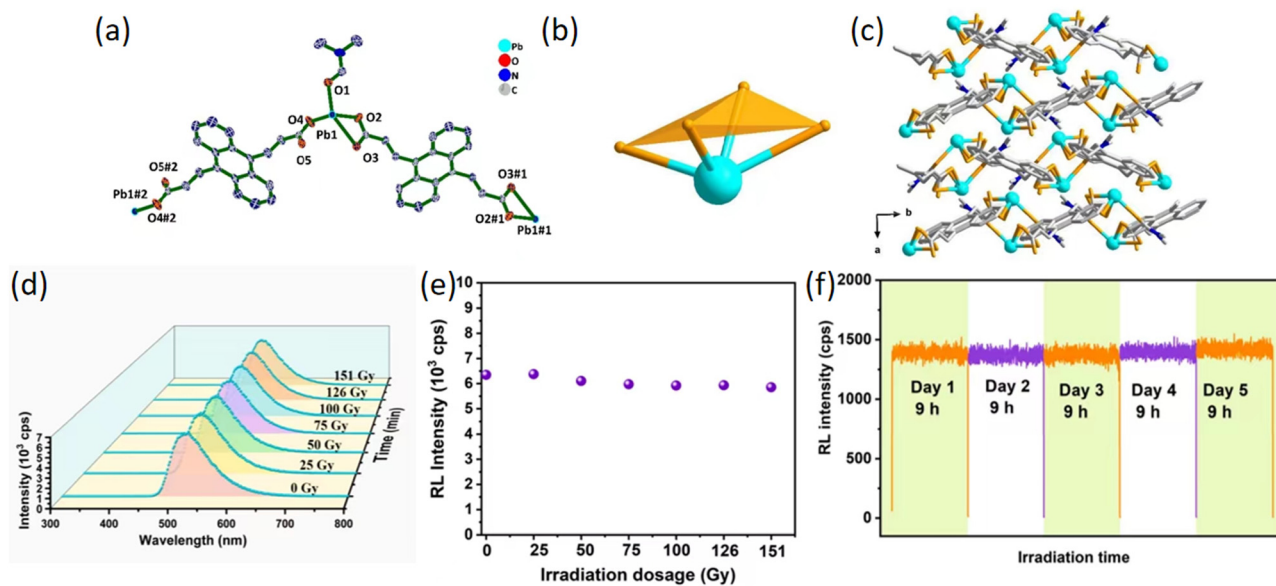 (a)
Pb
O
N
C
O1
O4
O2
Pb1
O5
O3
O5#2
Pb1#2
O4#2
O3#1
O2#1
Pb1#1
(b)
(c)
b
a
(d)
Intensity (10³ cps)
7
6
5
4
3
2
1
0
151 Gy
126 Gy
100 Gy
75 Gy
50 Gy
25 Gy
0 Gy
Time (min)
300 400 500 600 700 800
Wavelength (nm)
(e)
RL Intensity (10³ cps)
10
9
8
7
6
5
4
3
2
1
0
0 25 50 75 100 126 151
Irradiation dosage (Gy)
(f)
RL intensity (cps)
2000
1500
1000
500
0
Day 1 Day 2 Day 3 Day 4 Day 5
9 h 9 h 9 h 9 h 9 h
Irradiation time